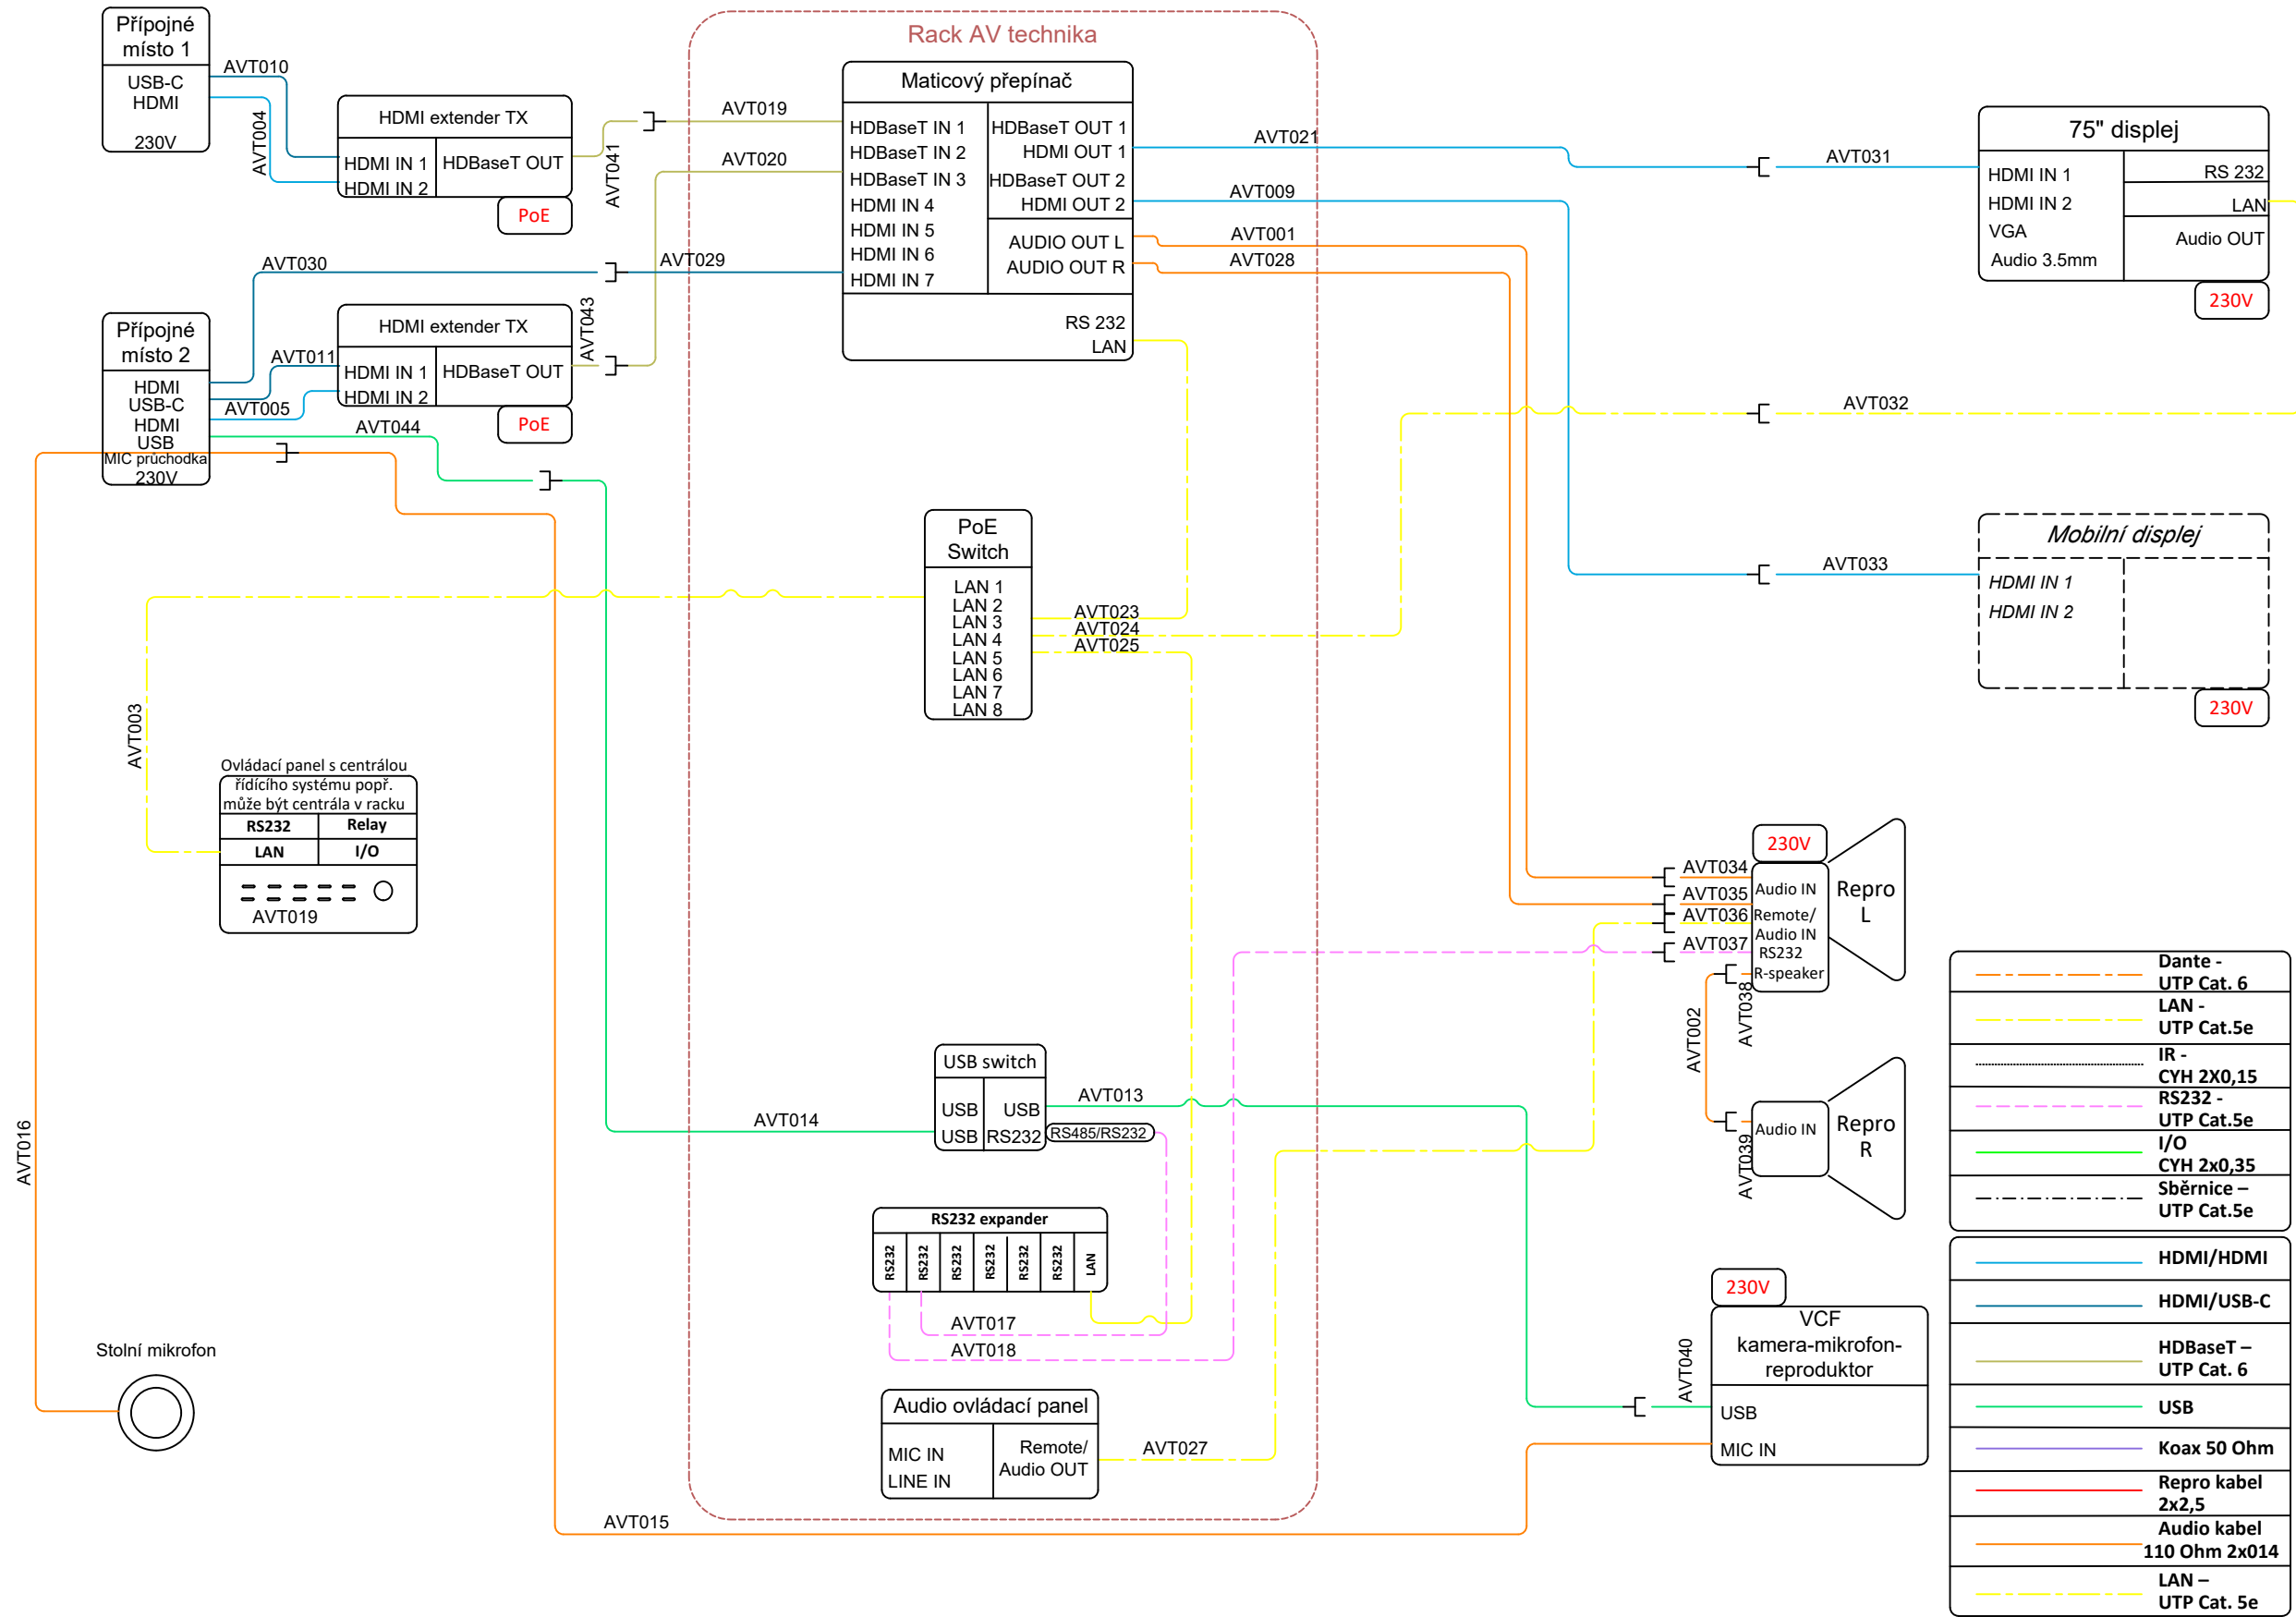 Rack AV technika
Přípojné
místo 1
USB-C
HDMI
230V
AVT010
AVT004
HDMI extender TX
HDMI IN 1
HDMI IN 2
HDBaseT OUT
PoE
AVT041
AVT019
AVT020
Maticový přepínač
HDBaseT IN 1
HDBaseT IN 2
HDBaseT IN 3
HDMI IN 4
HDMI IN 5
HDMI IN 6
HDMI IN 7
HDBaseT OUT 1
HDMI OUT 1
HDBaseT OUT 2
HDMI OUT 2
AUDIO OUT L
AUDIO OUT R
RS 232
LAN
AVT021
AVT009
AVT001
AVT028
AVT031
75" displej
HDMI IN 1
HDMI IN 2
VGA
Audio 3.5mm
RS 232
LAN
Audio OUT
230V
AVT030
AVT029
Přípojné
místo 2
HDMI
USB-C
HDMI
USB
MIC průchodka
230V
AVT011
AVT005
AVT044
HDMI extender TX
HDMI IN 1
HDMI IN 2
HDBaseT OUT
PoE
AVT043
AVT032
PoE
Switch
LAN 1
LAN 2
LAN 3
LAN 4
LAN 5
LAN 6
LAN 7
LAN 8
AVT023
AVT024
AVT025
AVT033
Mobilní displej
HDMI IN 1
HDMI IN 2
230V
AVT003
Ovládací panel s centrálou
řídícího systému popř.
může být centrála v racku
RS232
Relay
LAN
I/O
AVT019
230V
AVT034
AVT035
AVT036
AVT037
Audio IN
Remote/
Audio IN
RS232
R-speaker
Repro
L
AVT038
AVT002
AVT039
Audio IN
Repro
R
AVT016
AVT014
USB switch
USB
USB
USB
RS232
RS485/RS232
AVT013
RS232 expander
RS232
RS232
RS232
RS232
RS232
RS232
LAN
AVT017
AVT018
Stolní mikrofon
Audio ovládací panel
MIC IN
LINE IN
Remote/
Audio OUT
AVT027
AVT015
AVT040
230V
VCF
kamera-mikrofon-
reproduktor
USB
MIC IN
Dante -
UTP Cat. 6
LAN -
UTP Cat.5e
IR -
CYH 2X0,15
RS232 -
UTP Cat.5e
I/O
CYH 2x0,35
Sběrnice –
UTP Cat.5e
HDMI/HDMI
HDMI/USB-C
HDBaseT –
UTP Cat. 6
USB
Koax 50 Ohm
Repro kabel
2x2,5
Audio kabel
110 Ohm 2x014
LAN –
UTP Cat. 5e